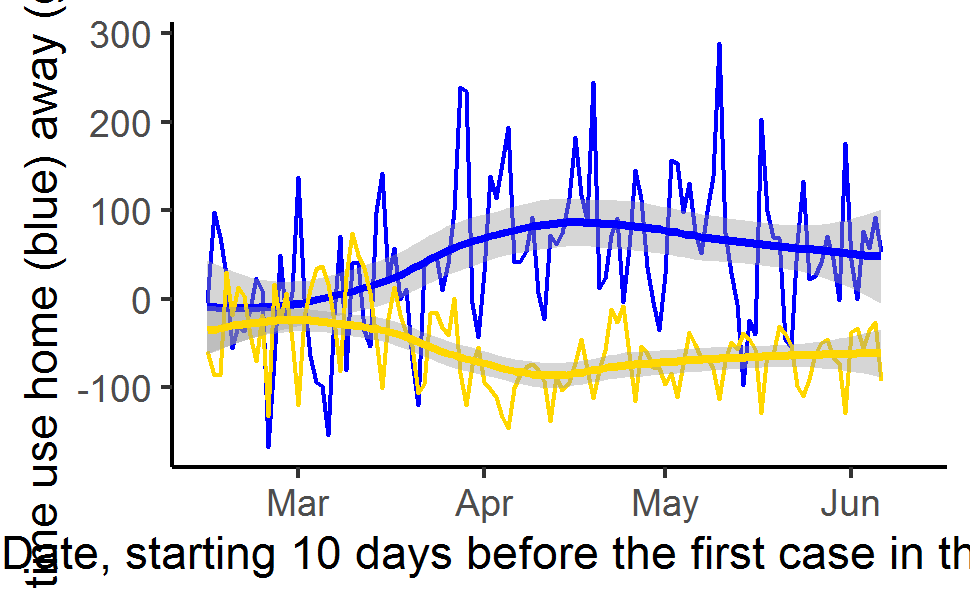 time use home (blue) away (
300
200
100
0
-100
Mar Apr May Jun
Date, starting 10 days before the first case in th